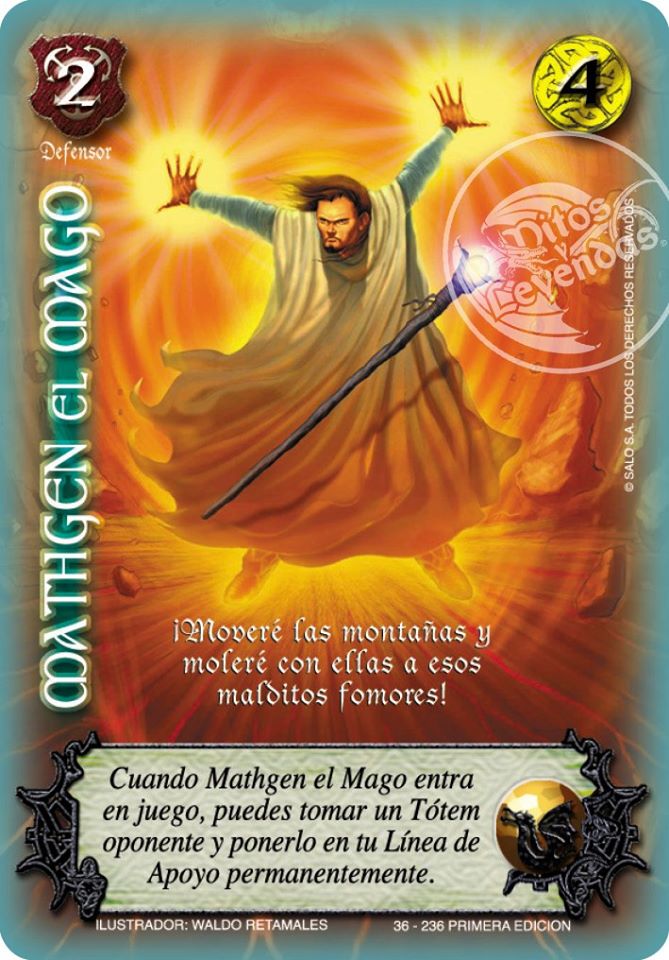 2
4
Defensor
MATHGEN EL MAGO
Mitos
y
Leyendas
©
© SALO S.A. TODOS LOS DERECHOS RESERVADOS
¡Moveré las montañas y
moleré con ellas a esos
malditos fomores!
Cuando Mathgen el Mago entra
en juego, puedes tomar un Tótem
oponente y ponerlo en tu Línea de
Apoyo permanentemente.
ILUSTRADOR: WALDO RETAMALES
36 - 236 PRIMERA EDICION